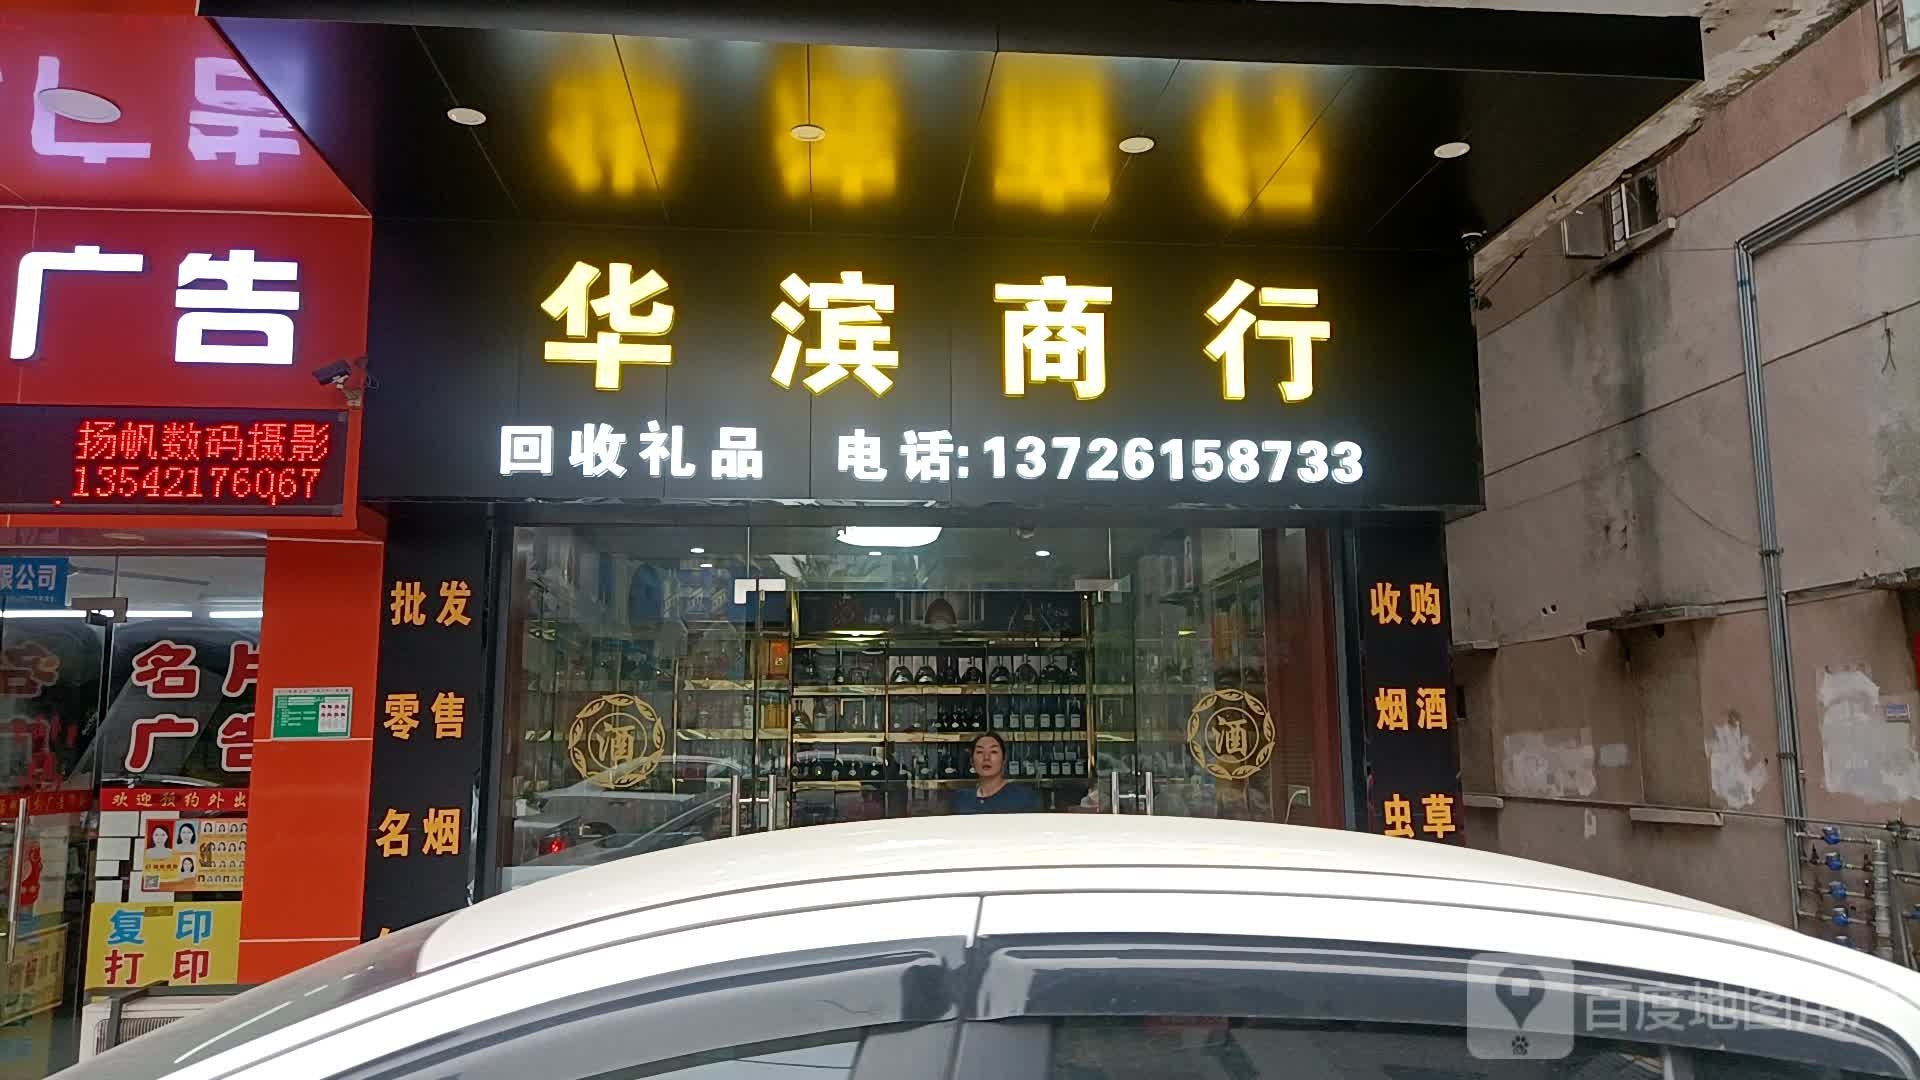 广告
扬帆数码摄影
13542176067
华滨商行
回收礼品 电话:13726158733
限公司
名片
广告
欢迎预约外出
复印
打印
批发
零售
名烟
酒
酒
收购
烟酒
虫草
百度地图